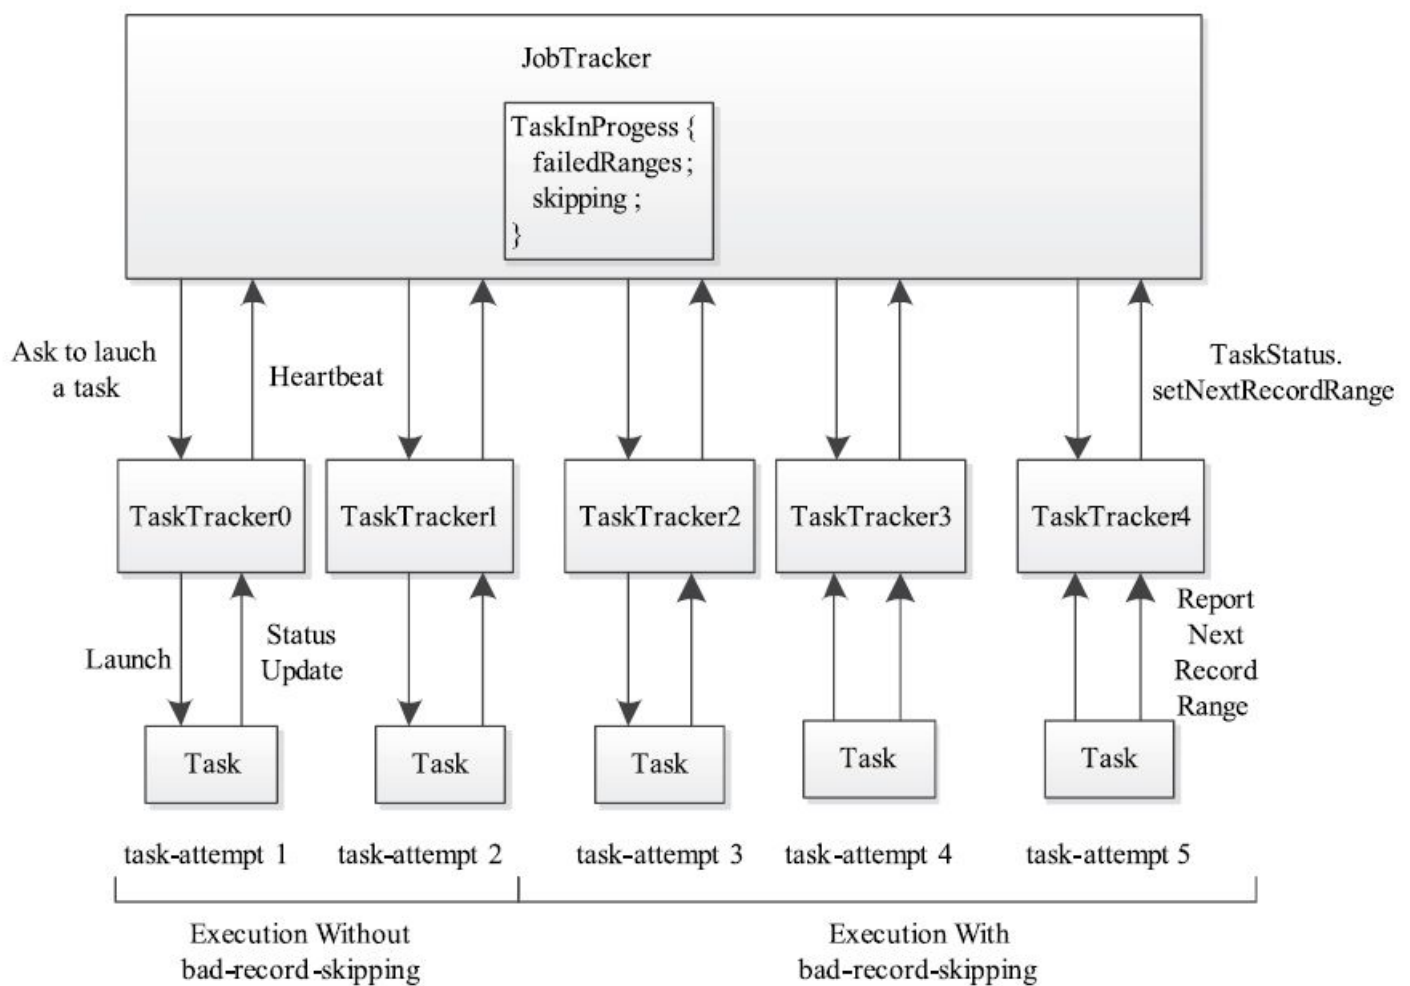 JobTracker
TaskInProgess {
failedRanges ;
skipping ;
}
Ask to lauch
a task
Heartbeat
TaskStatus.
setNextRecordRange
TaskTracker0
TaskTracker1
TaskTracker2
TaskTracker3
TaskTracker4
Launch
Status
Update
Report
Next
Record
Range
Task
Task
Task
Task
Task
task-attempt 1
task-attempt 2
task-attempt 3
task-attempt 4
task-attempt 5
Execution Without
bad-record-skipping
Execution With
bad-record-skipping